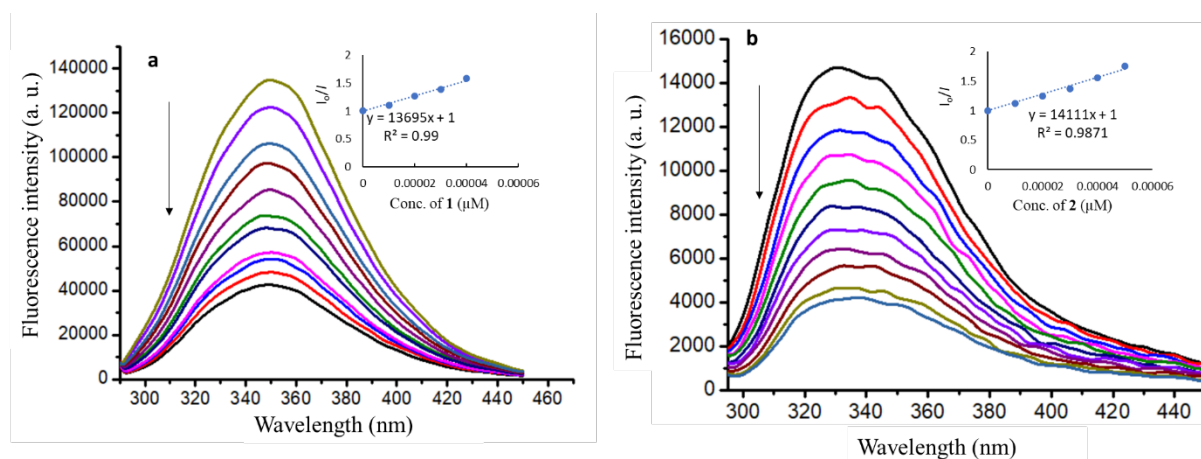 a
Fluorescence intensity (a. u.)
140000
120000
100000
80000
60000
40000
20000
0
300 320 340 360 380 400 420 440 460
Wavelength (nm)
I₀/I
2
1.5
1
0.5
0
y = 13695x + 1
R² = 0.99
0 0.00002 0.00004 0.00006
Conc. of 1 (µM)
b
Fluorescence intensity (a. u.)
16000
14000
12000
10000
8000
6000
4000
2000
0
300 320 340 360 380 400 420 440
Wavelength (nm)
I₀/I
2
1.5
1
0.5
0
y = 14111x + 1
R² = 0.9871
0 0.00002 0.00004 0.00006
Conc. of 2 (µM)